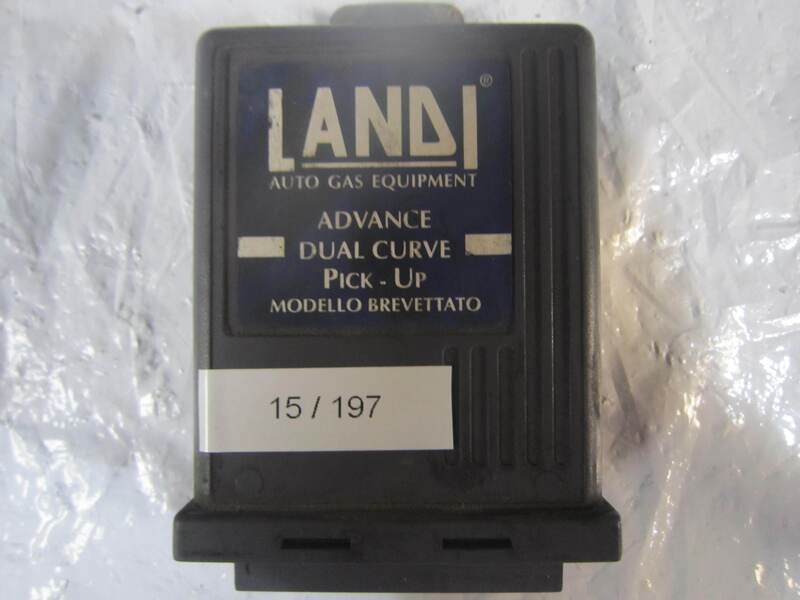 LANDI®
AUTO GAS EQUIPMENT
ADVANCE
DUAL CURVE
PICK - UP
MODELLO BREVETTATO
15 / 197